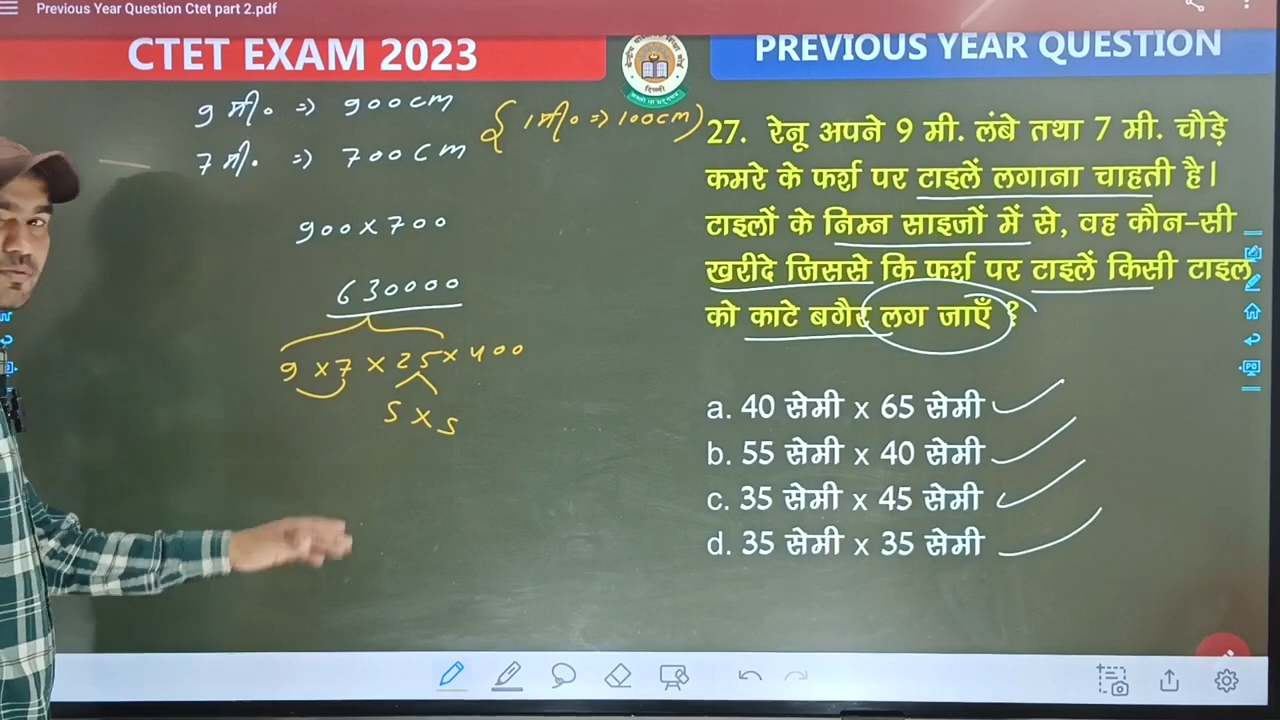 Previous Year Question Ctet part 2.pdf
CTET EXAM 2023
PREVIOUS YEAR QUESTION
9 मी० => 900cm
{ 1मी० => 100cm)
7 मी० => 700cm
900x700
630000
9 x7 x 25 x 400
5 x 5
27. रेनू अपने 9 मी. लंबे तथा 7 मी. चौड़े
कमरे के फर्श पर टाइलें लगाना चाहती है।
टाइलों के निम्न साइजों में से, वह कौन-सी
खरीदे जिससे कि फर्श पर टाइलें किसी टाइल
को काटे बगैर लग जाएँ ?
a. 40 सेमी x 65 सेमी
b. 55 सेमी x 40 सेमी
c. 35 सेमी x 45 सेमी
d. 35 सेमी x 35 सेमी